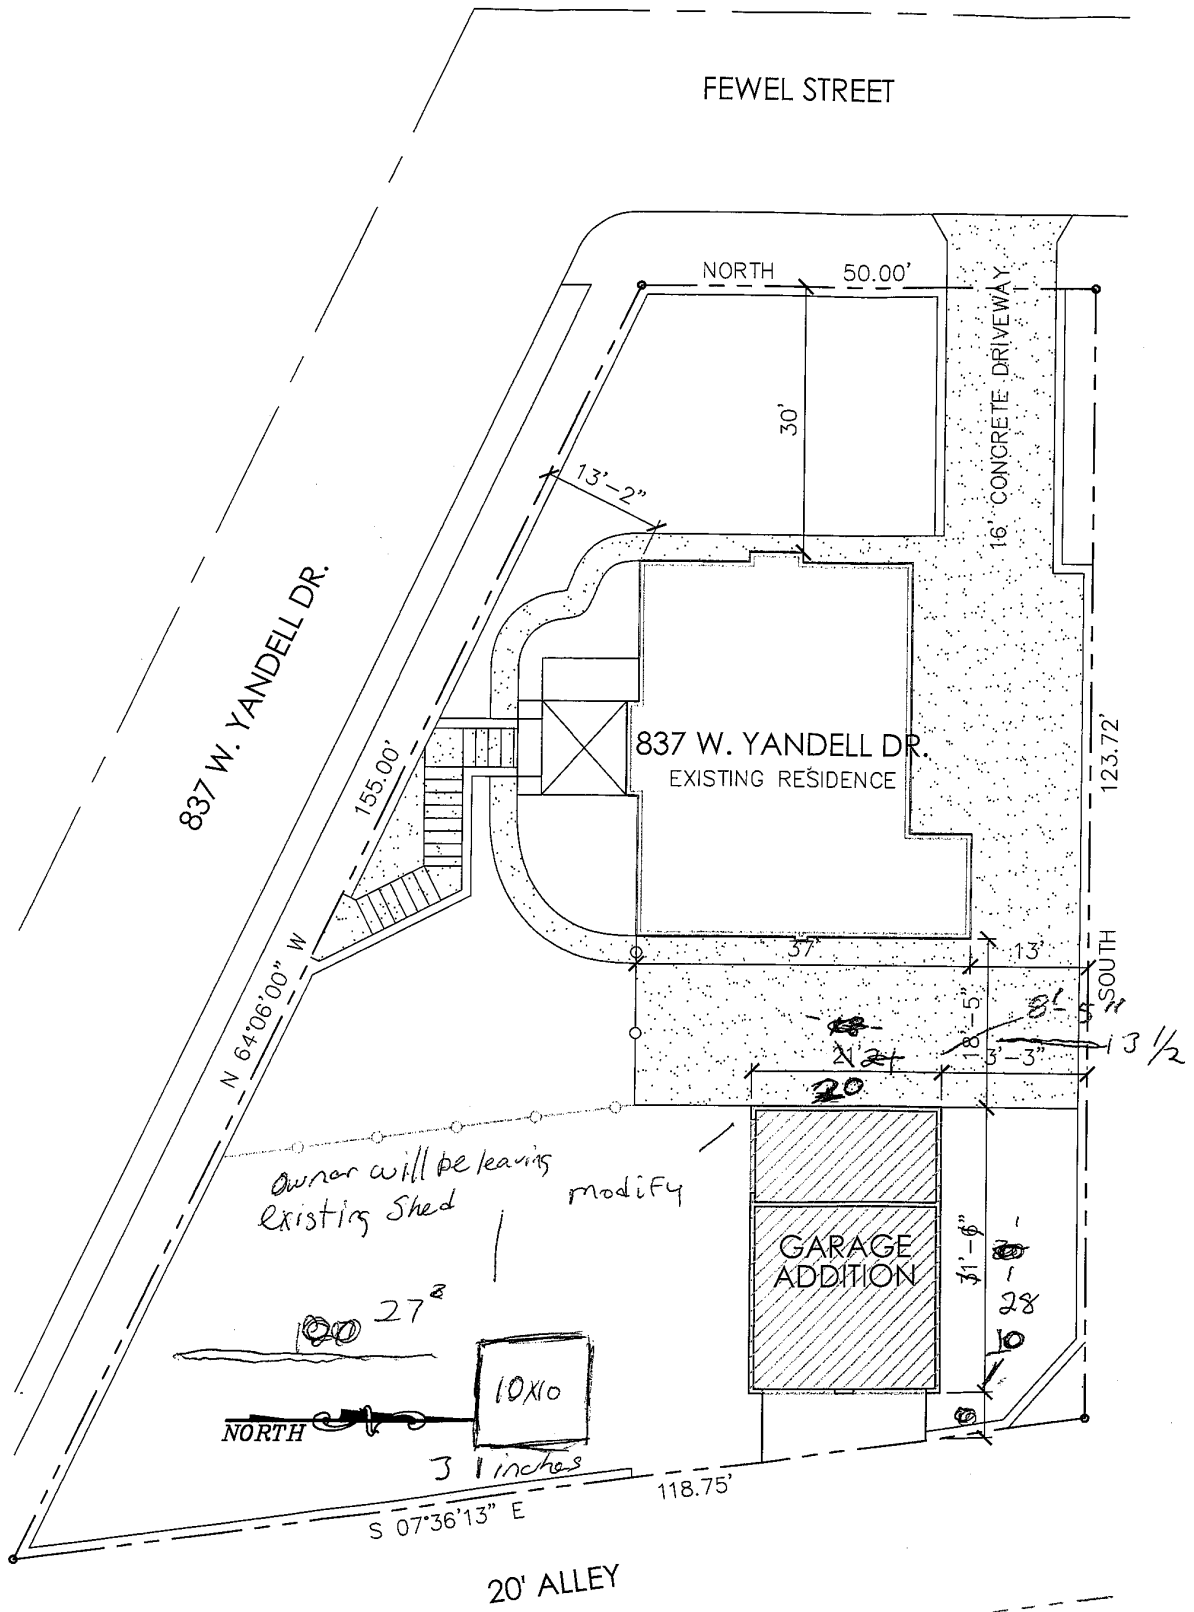 FEWEL STREET
NORTH 50.00'
16' CONCRETE DRIVEWAY
30'
13'-2"
837 W. YANDELL DR.
155.00'
837 W. YANDELL DR.
EXISTING RESIDENCE
123.72'
N 64°06'00" W
37'
13'
SOUTH
18'-5"
8'-5"
21'
3'-3"
13 1/2
20
Owner will be leaving
existing Shed
modify
GARAGE
ADDITION
31'-6"
28
10
27
10X10
NORTH
3 1 inches
118.75'
S 07°36'13" E
20' ALLEY